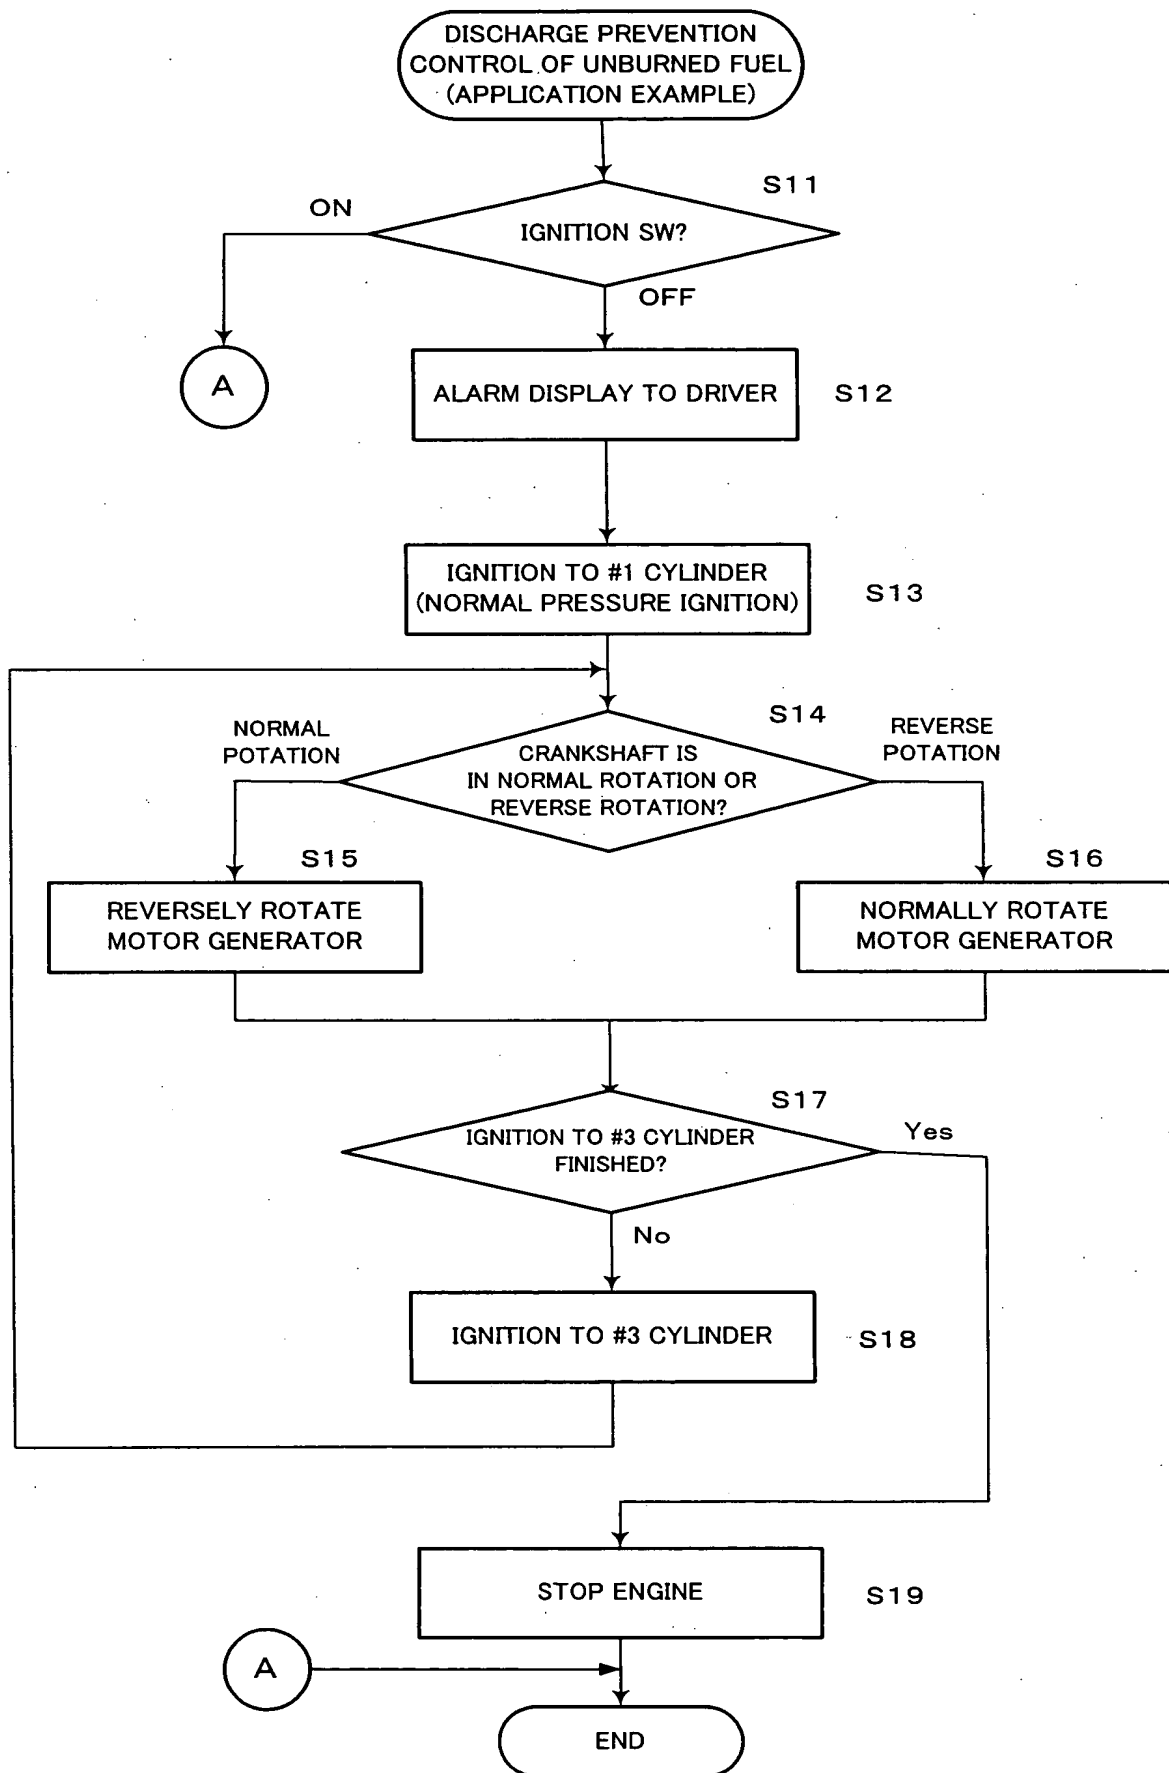 DISCHARGE PREVENTION
CONTROL OF UNBURNED FUEL
(APPLICATION EXAMPLE)
S11
ON
IGNITION SW?
OFF
A
ALARM DISPLAY TO DRIVER
S12
IGNITION TO #1 CYLINDER
(NORMAL PRESSURE IGNITION)
S13
S14
NORMAL
POTATION
REVERSE
POTATION
CRANKSHAFT IS
IN NORMAL ROTATION OR
REVERSE ROTATION?
S15
S16
REVERSELY ROTATE
MOTOR GENERATOR
NORMALLY ROTATE
MOTOR GENERATOR
S17
IGNITION TO #3 CYLINDER
FINISHED?
Yes
No
IGNITION TO #3 CYLINDER
S18
STOP ENGINE
S19
A
END